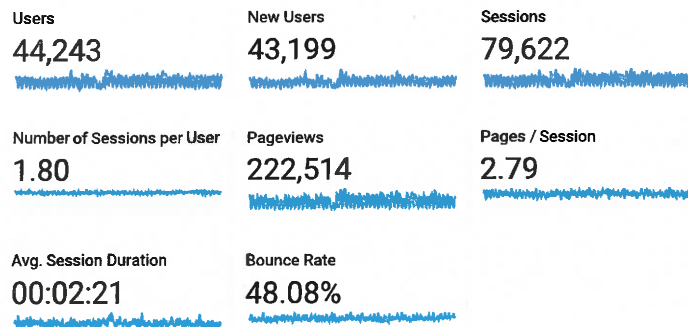 Users
44,243
New Users
43,199
Sessions
79,622
Number of Sessions per User
1.80
Pageviews
222,514
Pages / Session
2.79
Avg. Session Duration
00:02:21
Bounce Rate
48.08%